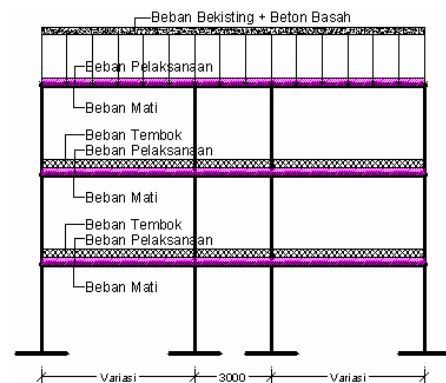 Beban Bekisting + Beton Basah
Beban Pelaksanaan
Beban Mati
Beban Tembok
Beban Pelaksanaan
Beban Mati
Beban Tembok
Beban Pelaksanaan
Beban Mati
Variasi 3000 Variasi